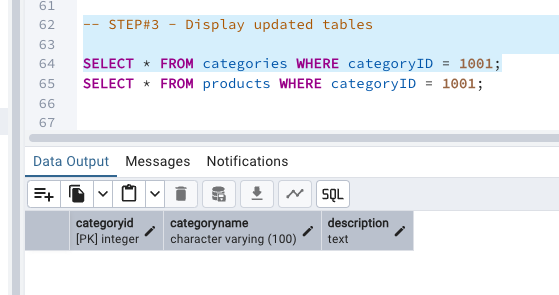 61
62 -- STEP#3 - Display updated tables
63
64 SELECT * FROM categories WHERE categoryID = 1001;
65 SELECT * FROM products WHERE categoryID = 1001;
66
67
Data Output Messages Notifications
SQL
categoryid categoryname description
[PK] integer character varying (100) text